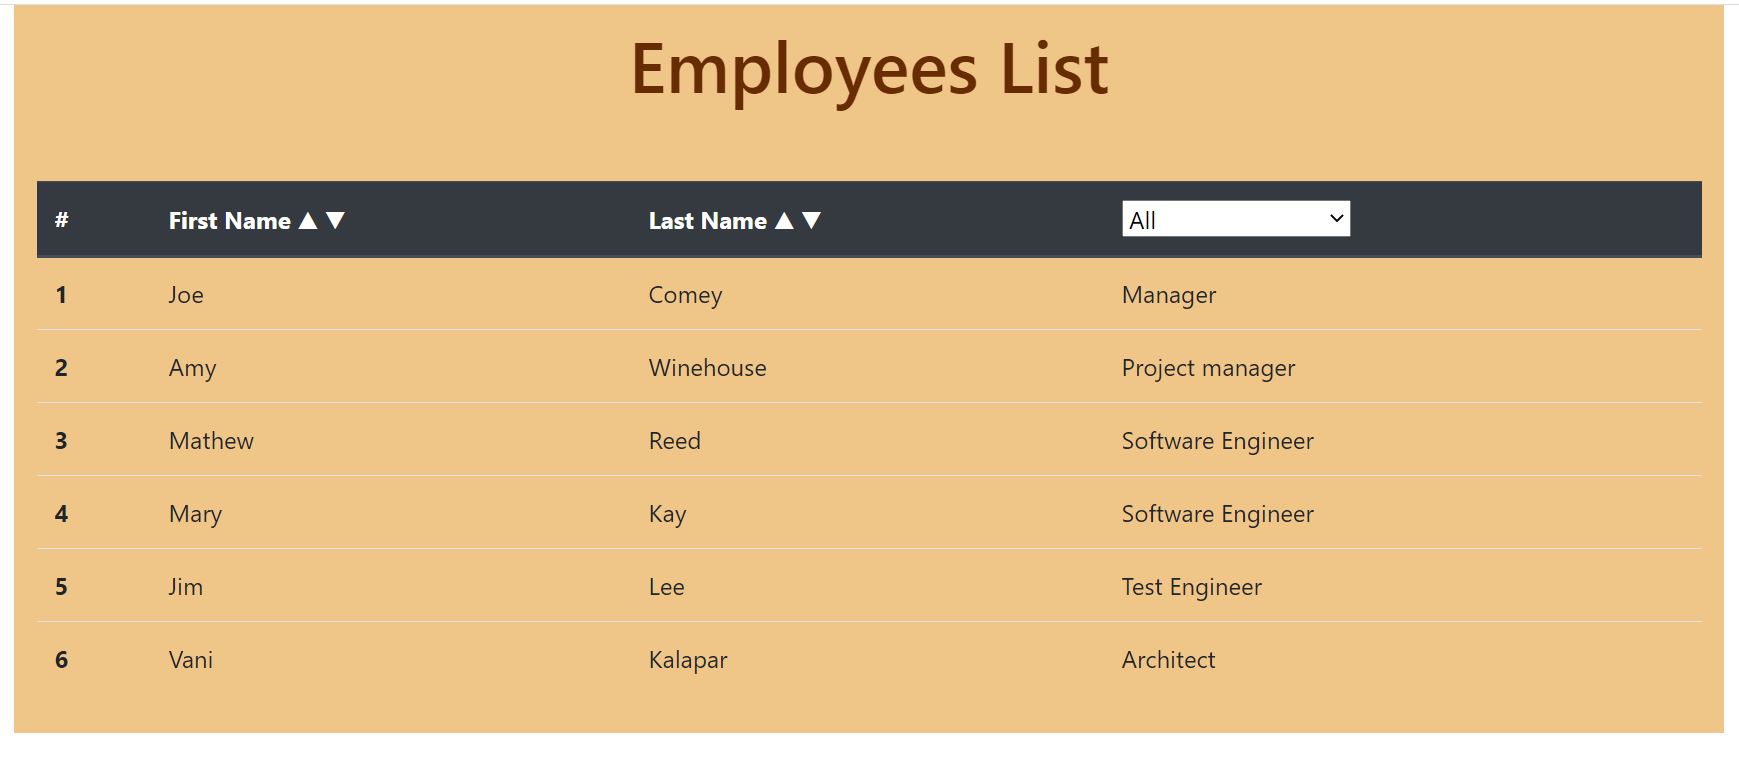 Employees List
# First Name ▲ ▼ Last Name ▲ ▼ All
1 Joe Comey Manager
2 Amy Winehouse Project manager
3 Mathew Reed Software Engineer
4 Mary Kay Software Engineer
5 Jim Lee Test Engineer
6 Vani Kalapar Architect